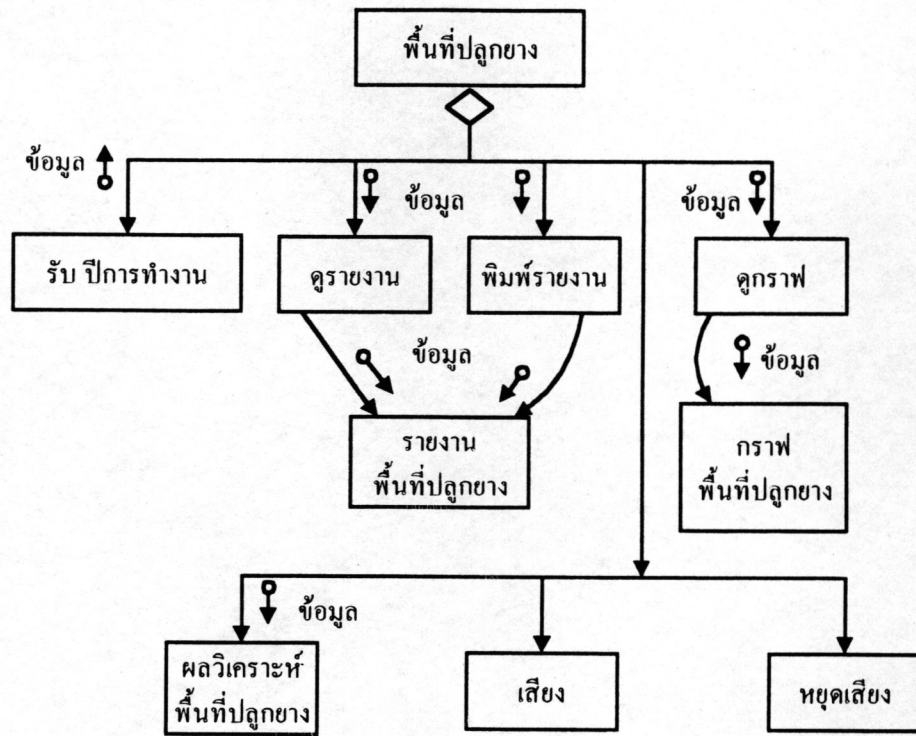 พื้นที่ปลูกยาง
ข้อมูล
ข้อมูล
ข้อมูล
รับ ปีการทำงาน
ดูรายงาน
พิมพ์รายงาน
ดูกราฟ
ข้อมูล
ข้อมูล
รายงาน
พื้นที่ปลูกยาง
กราฟ
พื้นที่ปลูกยาง
ข้อมูล
ผลวิเคราะห์
พื้นที่ปลูกยาง
เสียง
หยุดเสียง